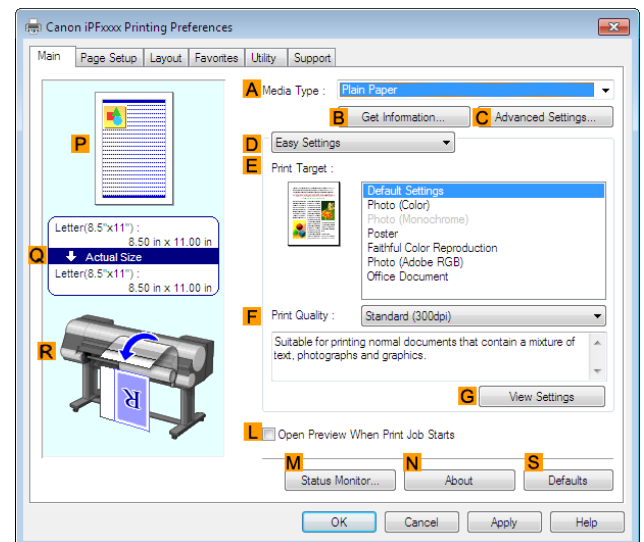 Canon iPFxxxx Printing Preferences
Main Page Setup Layout Favorites Utility Support
A Media Type : Plain Paper
B Get Infomation... C Advanced Settings...
P
D Easy Settings
E Print Target :
Default Settings
Photo (Color)
Photo (Monochrome)
Poster
Faithful Color Reproduction
Photo (Adobe RGB)
Office Document
Letter(8.5"x11") :
8.50 in x 11.00 in
Q Actual Size
Letter(8.5"x11") :
8.50 in x 11.00 in
F Print Quality : Standard (300dpi)
Suitable for printing normal documents that contain a mixture of
text, photographs and graphics.
R
R
G View Settings
L Open Preview When Print Job Starts
M Status Monitor... N About S Defaults
OK Cancel Apply Help